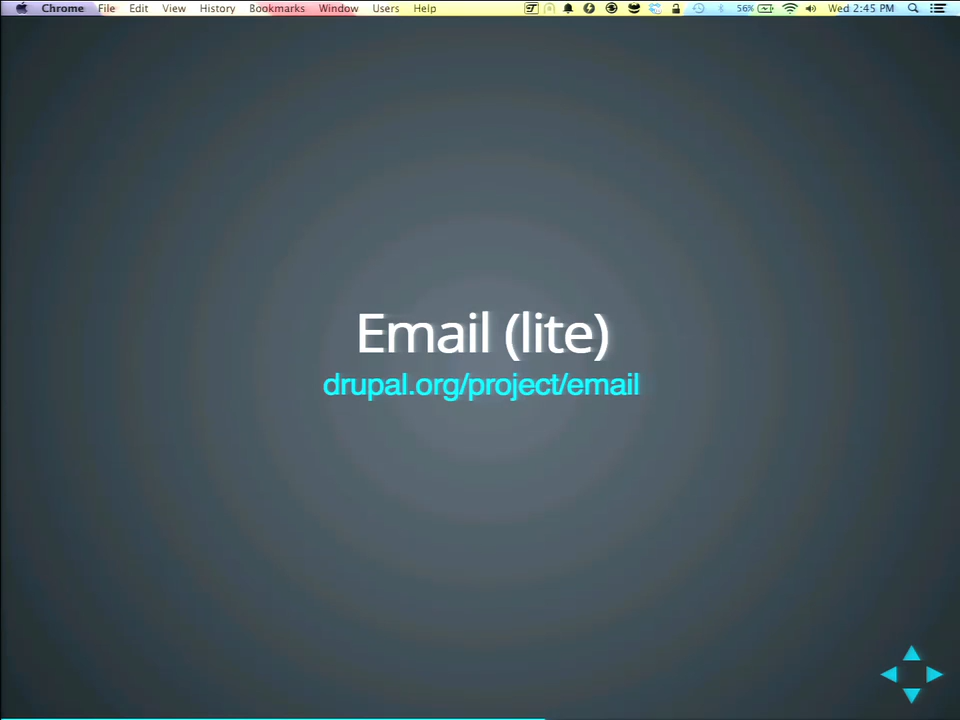 Chrome File Edit View History Bookmarks Window Users Help 56% Wed 2:45 PM
Email (lite)
drupal.org/project/email